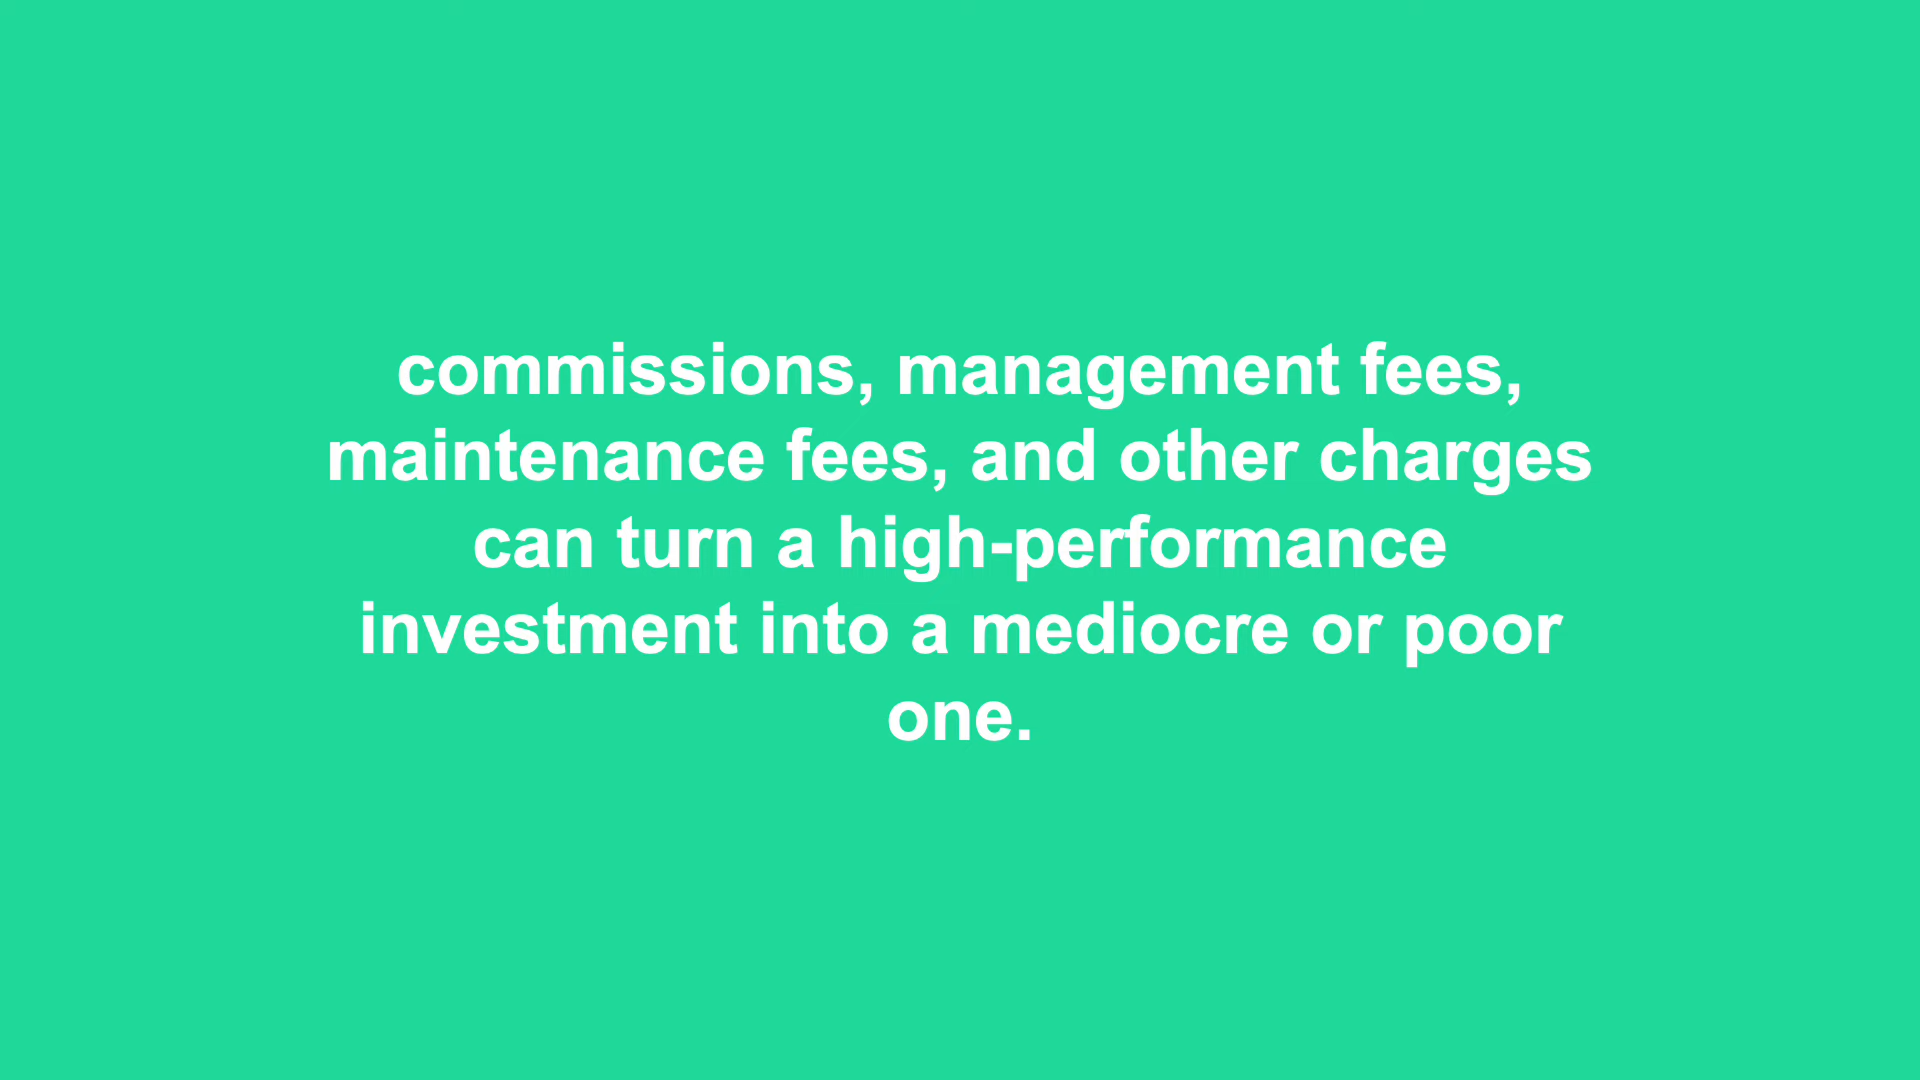 commissions, management fees,
maintenance fees, and other charges
can turn a high-performance
investment into a mediocre or poor
one.